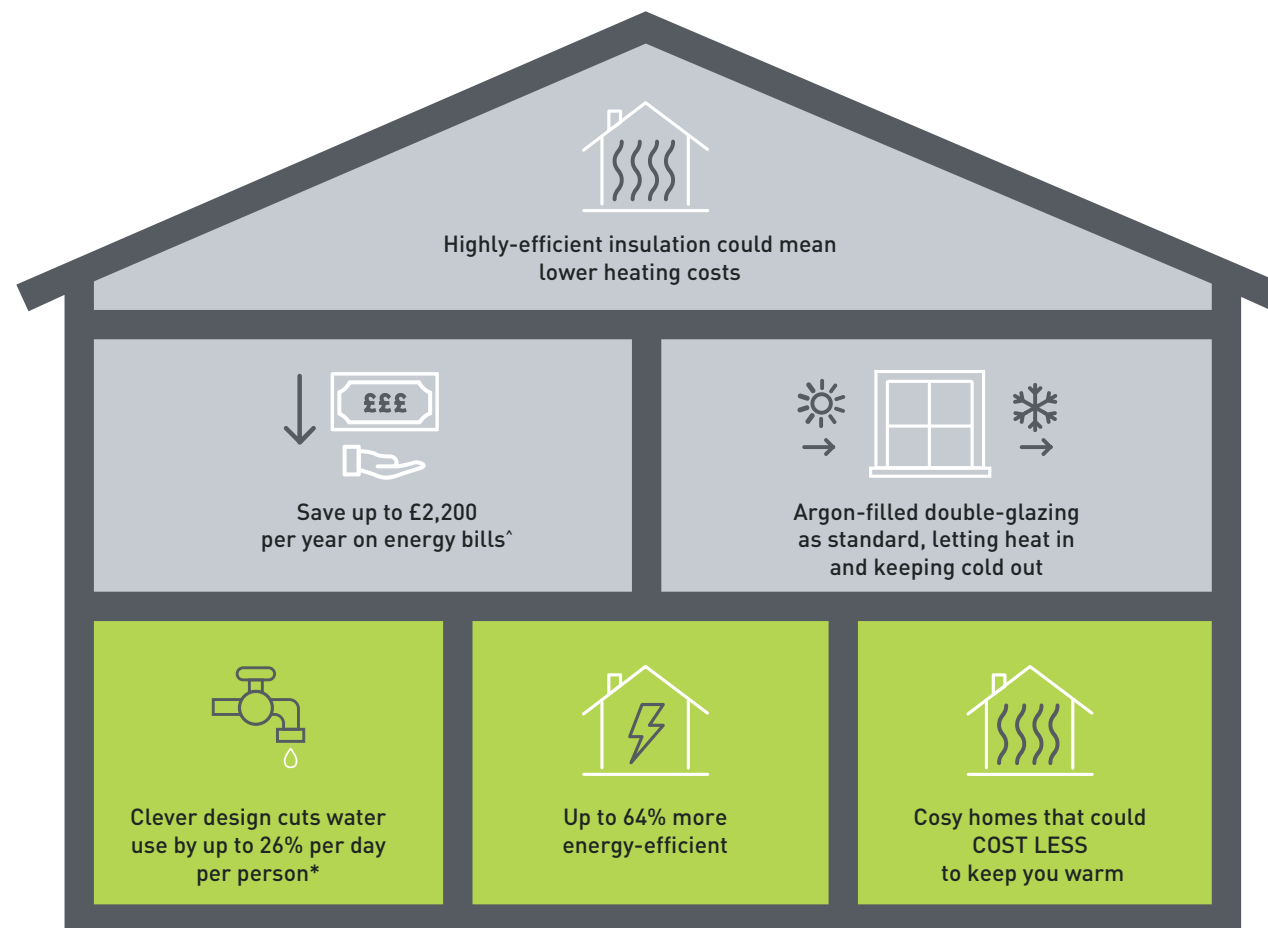 Highly-efficient insulation could mean
lower heating costs
£££
Save up to £2,200
per year on energy bills^
Argon-filled double-glazing
as standard, letting heat in
and keeping cold out
Clever design cuts water
use by up to 26% per day
per person*
Up to 64% more
energy-efficient
Cosy homes that could
COST LESS
to keep you warm